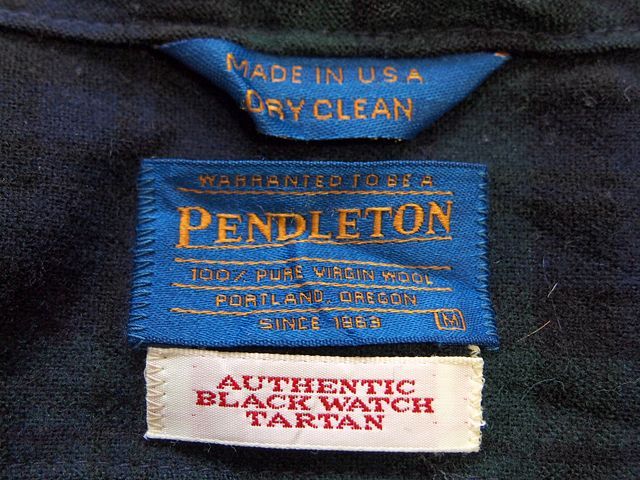 MADE IN U S A
DRY CLEAN
WARRANTED TO BE A
PENDLETON
100% PURE VIRGIN WOOL
PORTLAND, OREGON
SINCE 1863 M
AUTHENTIC
BLACK WATCH
TARTAN